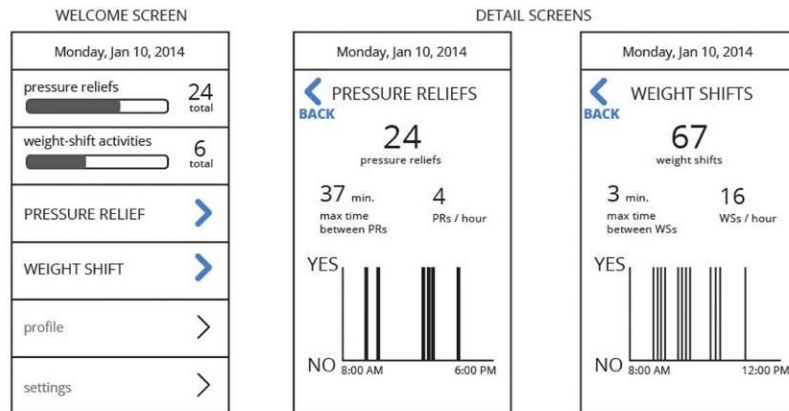 WELCOME SCREEN
Monday, Jan 10, 2014
pressure reliefs
24
total
weight-shift activities
6
total
PRESSURE RELIEF
WEIGHT SHIFT
profile
settings
DETAIL SCREENS
Monday, Jan 10, 2014
BACK
PRESSURE RELIEFS
24
pressure reliefs
37 min.
max time
between PRs
4
PRs / hour
YES
NO
8:00 AM
6:00 PM
Monday, Jan 10, 2014
BACK
WEIGHT SHIFTS
67
weight shifts
3 min.
max time
between WSs
16
WSs / hour
YES
NO
8:00 AM
12:00 PM